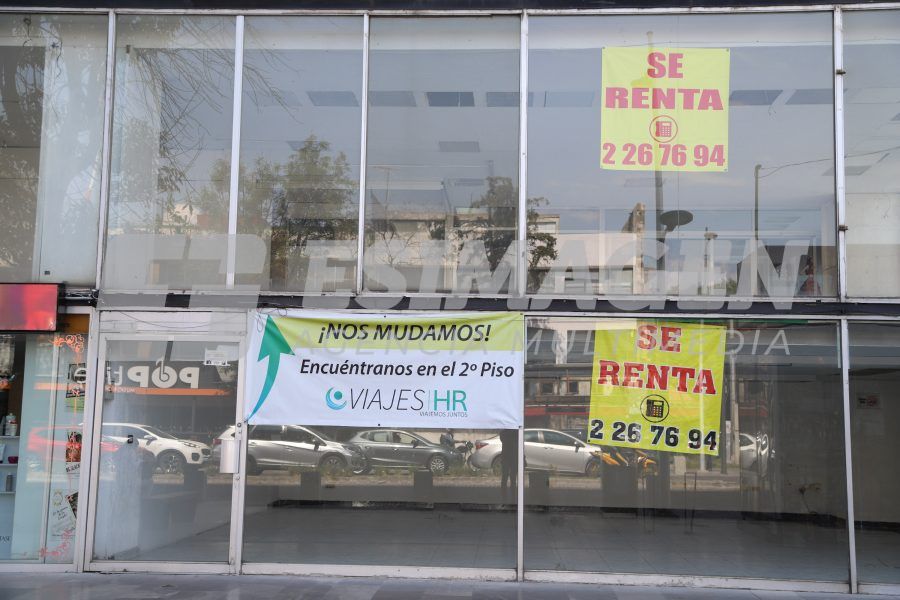 SE
RENTA
2 26 76 94
ESIMAGEN
AGENCIA MULTIMEDIA
¡NOS MUDAMOS!
Encuéntranos en el 2º Piso
VIAJES|HR
VIAJEMOS JUNTOS
SE
RENTA
2 26 76 94